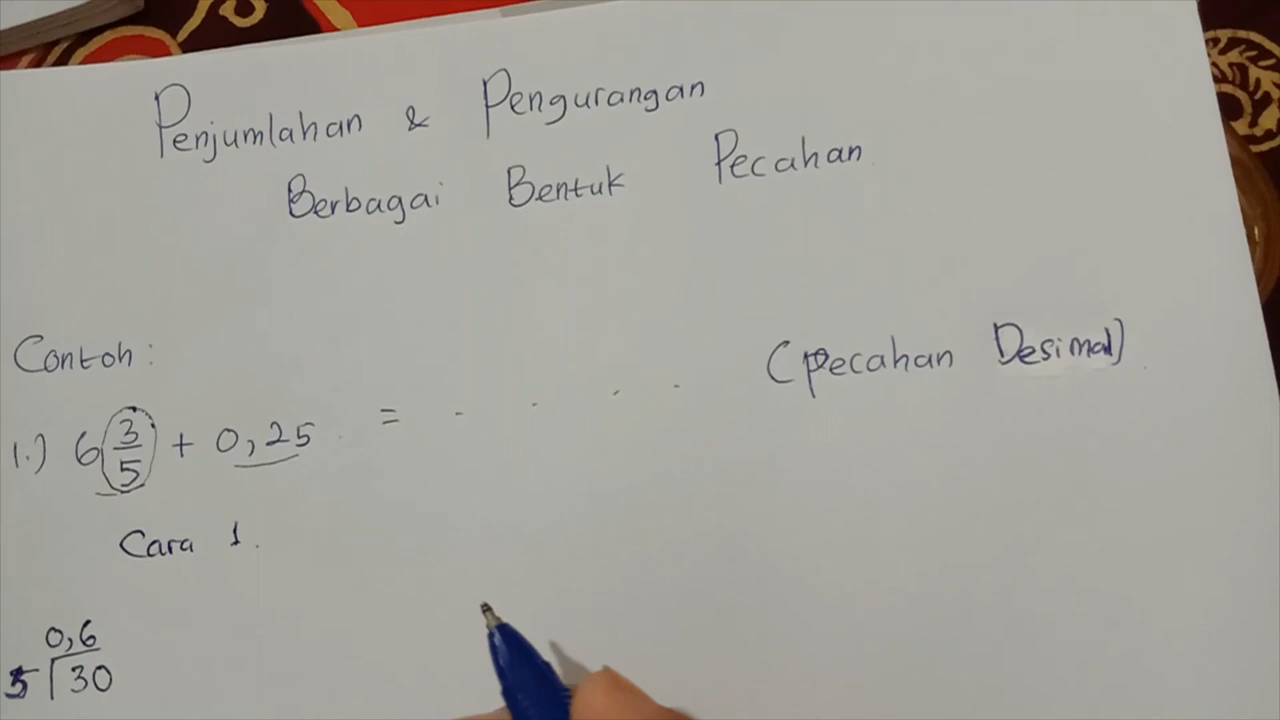 Penjumlahan & Pengurangan
Berbagai Bentuk Pecahan
Contoh :
(Pecahan Desimal)
1.) 6 3/5 + 0,25 = . . . .
Cara 1.
0,6
5 30